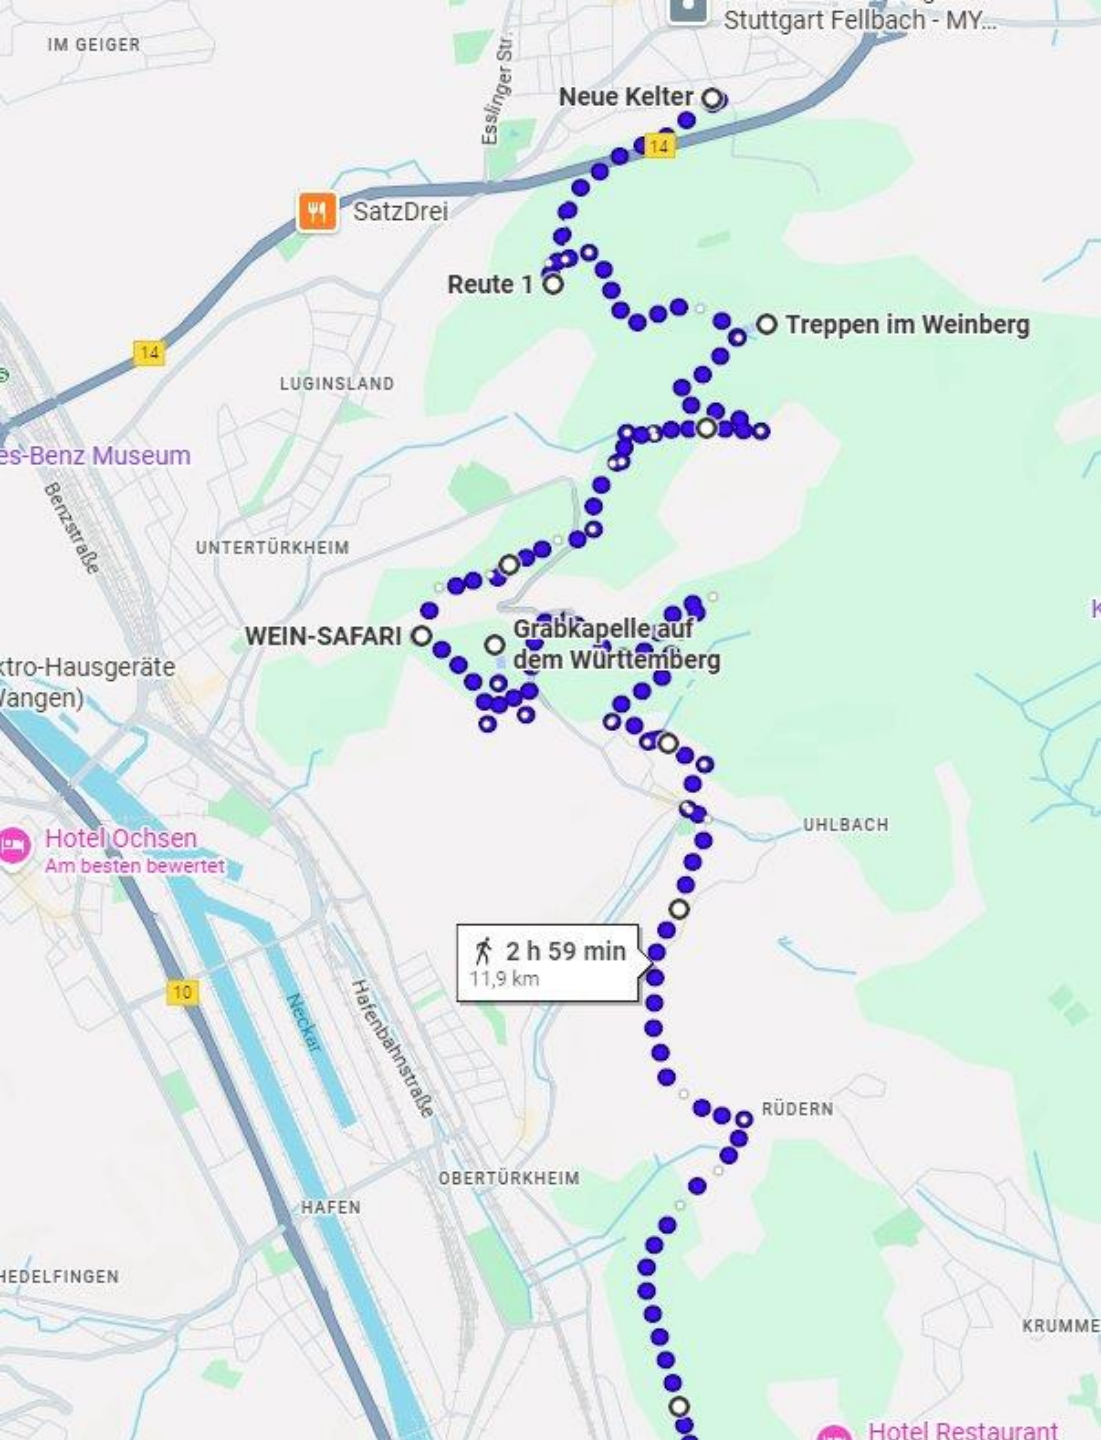 IM GEIGER
Stuttgart Fellbach - MY...
Esslinger Str.
Neue Kelter
14
SatzDrei
Reute 1
Treppen im Weinberg
14
LUGINSLAND
es-Benz Museum
Benzstraße
UNTERTÜRKHEIM
WEIN-SAFARI
Grabkapelle auf
dem Württemberg
ktro-Hausgeräte
Wangen)
UHLBACH
Hotel Ochsen
Am besten bewertet
2 h 59 min
11,9 km
10
Neckar
Hafenbahnstraße
RÜDERN
OBERTÜRKHEIM
HAFEN
HEDELFINGEN
KRUMME
Hotel Restaurant